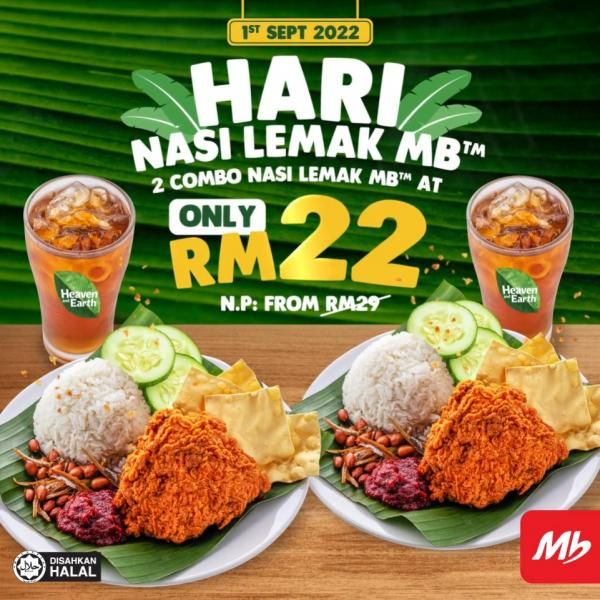 1ST SEPT 2022
HARI
NASI LEMAK MB™
2 COMBO NASI LEMAK MB™ AT
ONLY
RM22
N.P: FROM RM29
Heaven
and Earth
Heaven
and Earth
DISAHKAN
HALAL
Mb